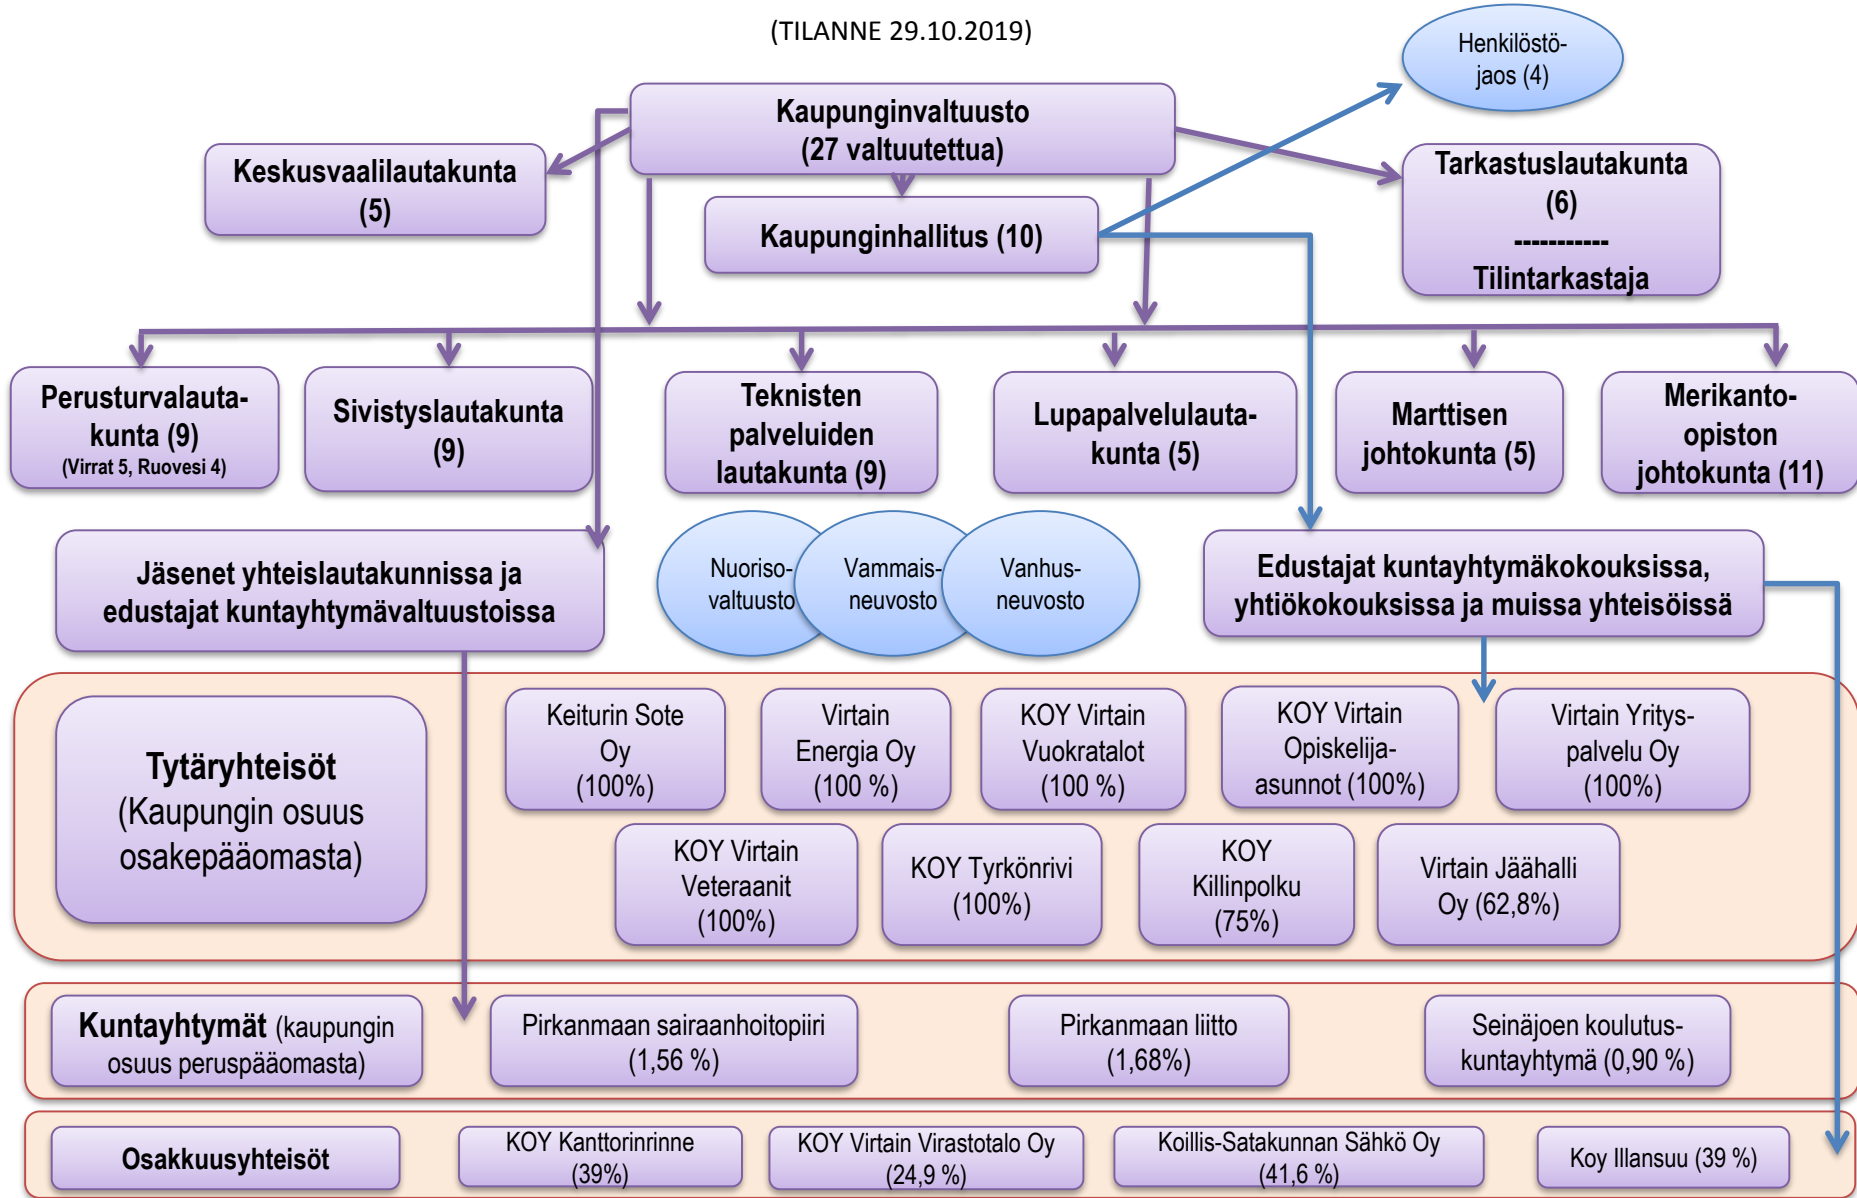 (TILANNE 29.10.2019)
Henkilöstö-
jaos (4)
Kaupunginvaltuusto
(27 valtuutettua)
Keskusvaalilautakunta
(5)
Tarkastuslautakunta
(6)
-----------
Tilintarkastaja
Kaupunginhallitus (10)
Perusturvalauta-
kunta (9)
(Virrat 5, Ruovesi 4)
Sivistyslautakunta
(9)
Teknisten
palveluiden
lautakunta (9)
Lupapalvelulauta-
kunta (5)
Marttisen
johtokunta (5)
Merikanto-
opiston
johtokunta (11)
Jäsenet yhteislautakunnissa ja
edustajat kuntayhtymävaltuustoissa
Nuoriso-
valtuusto
Vammais-
neuvosto
Vanhus-
neuvosto
Edustajat kuntayhtymäkokouksissa,
yhtiökokouksissa ja muissa yhteisöissä
Tytäryhteisöt
(Kaupungin osuus
osakepääomasta)
Keiturin Sote
Oy
(100%)
Virtain
Energia Oy
(100 %)
KOY Virtain
Vuokratalot
(100 %)
KOY Virtain
Opiskelija-
asunnot (100%)
Virtain Yritys-
palvelu Oy
(100%)
KOY Virtain
Veteraanit
(100%)
KOY Tyrkönrivi
(100%)
KOY
Killinpolku
(75%)
Virtain Jäähalli
Oy (62,8%)
Kuntayhtymät (kaupungin
osuus peruspääomasta)
Pirkanmaan sairaanhoitopiiri
(1,56 %)
Pirkanmaan liitto
(1,68%)
Seinäjoen koulutus-
kuntayhtymä (0,90 %)
Osakkuusyhteisöt
KOY Kanttorinrinne
(39%)
KOY Virtain Virastotalo Oy
(24,9 %)
Koillis-Satakunnan Sähkö Oy
(41,6 %)
Koy Illansuu (39 %)